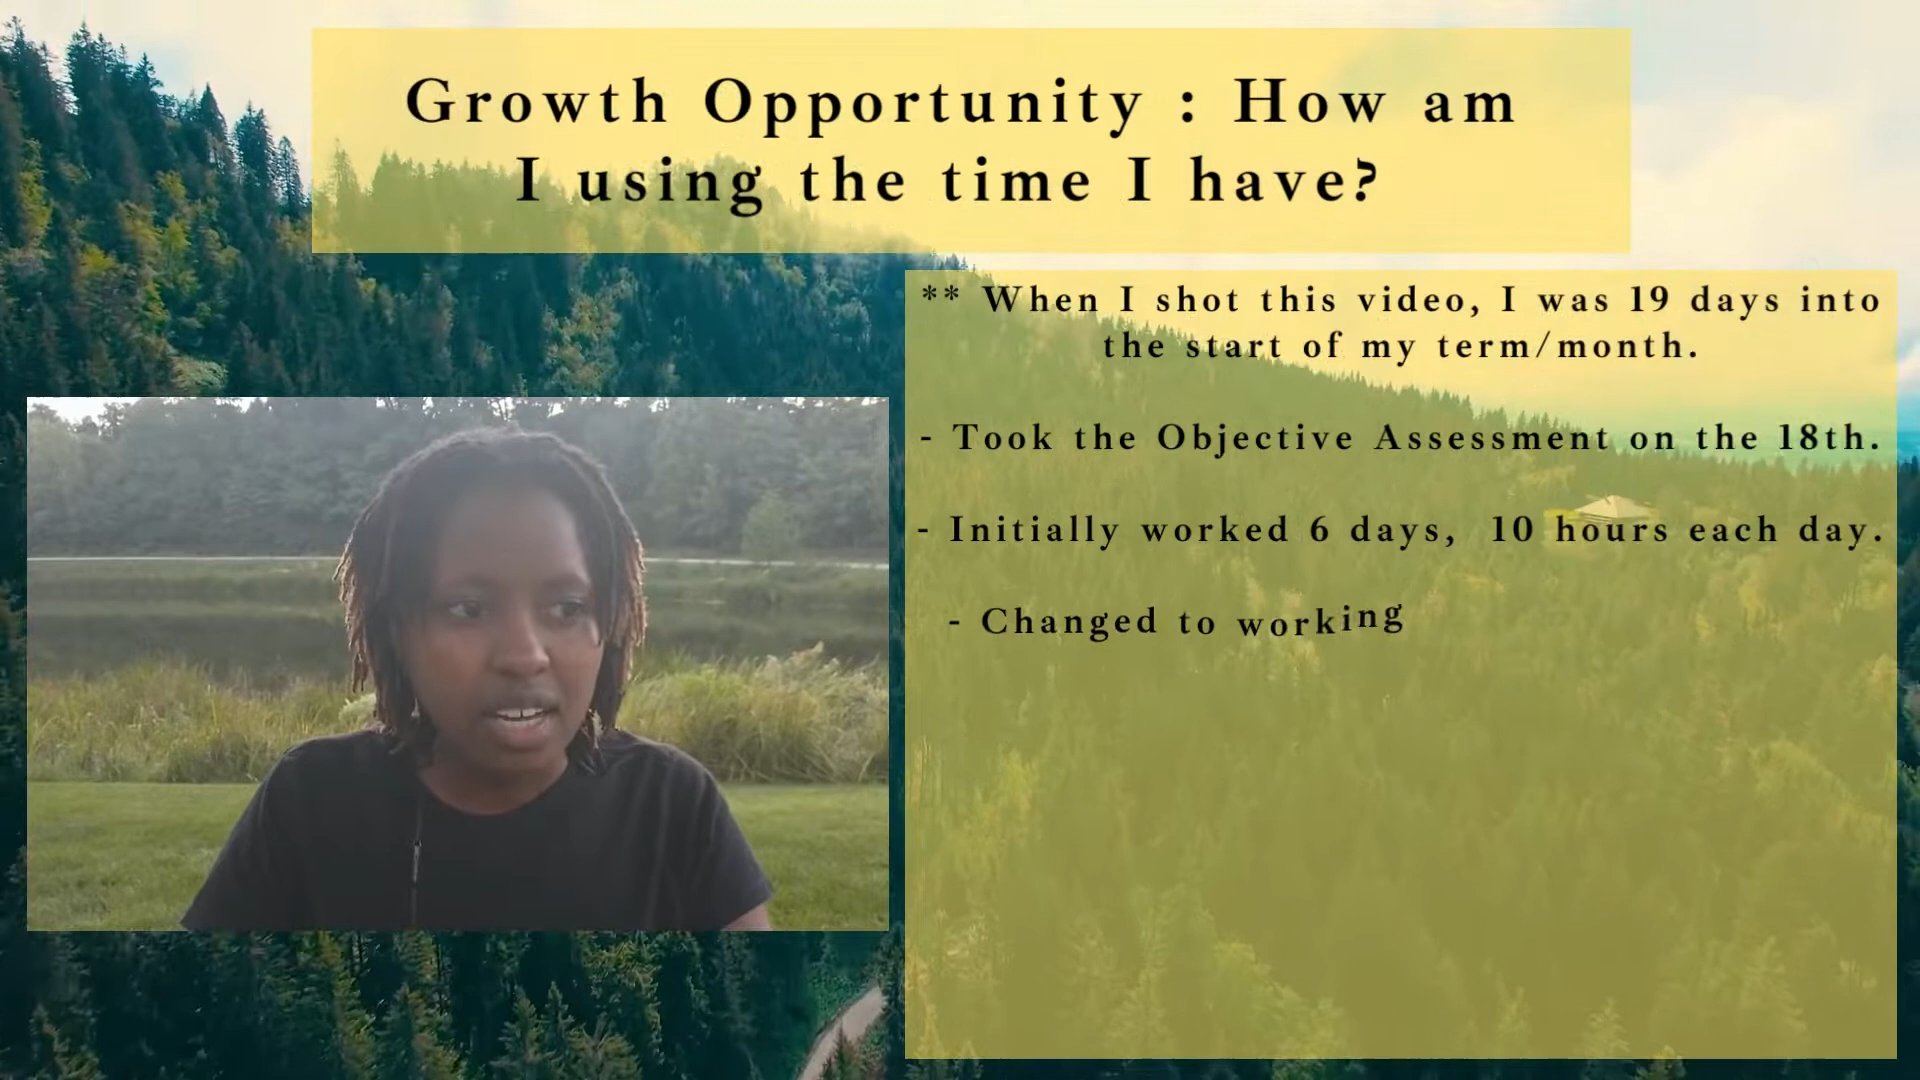 Growth Opportunity : How am
I using the time I have?
** When I shot this video, I was 19 days into
the start of my term/month.
- Took the Objective Assessment on the 18th.
- Initially worked 6 days, 10 hours each day.
- Changed to working